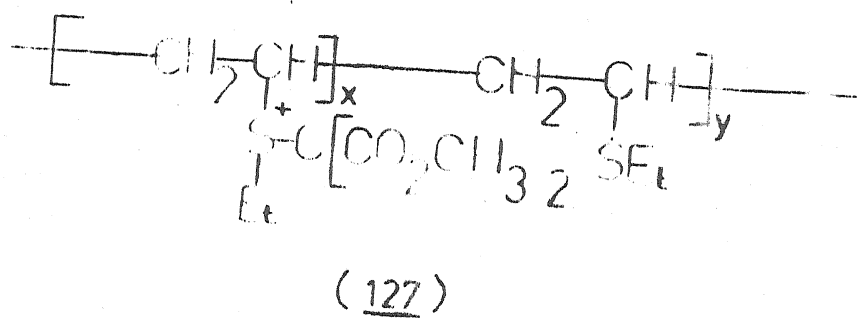 [ CH2 CH ]x CH2 CH ]y
+
S-C[CO2CH3 2 SEt
Et
(127)